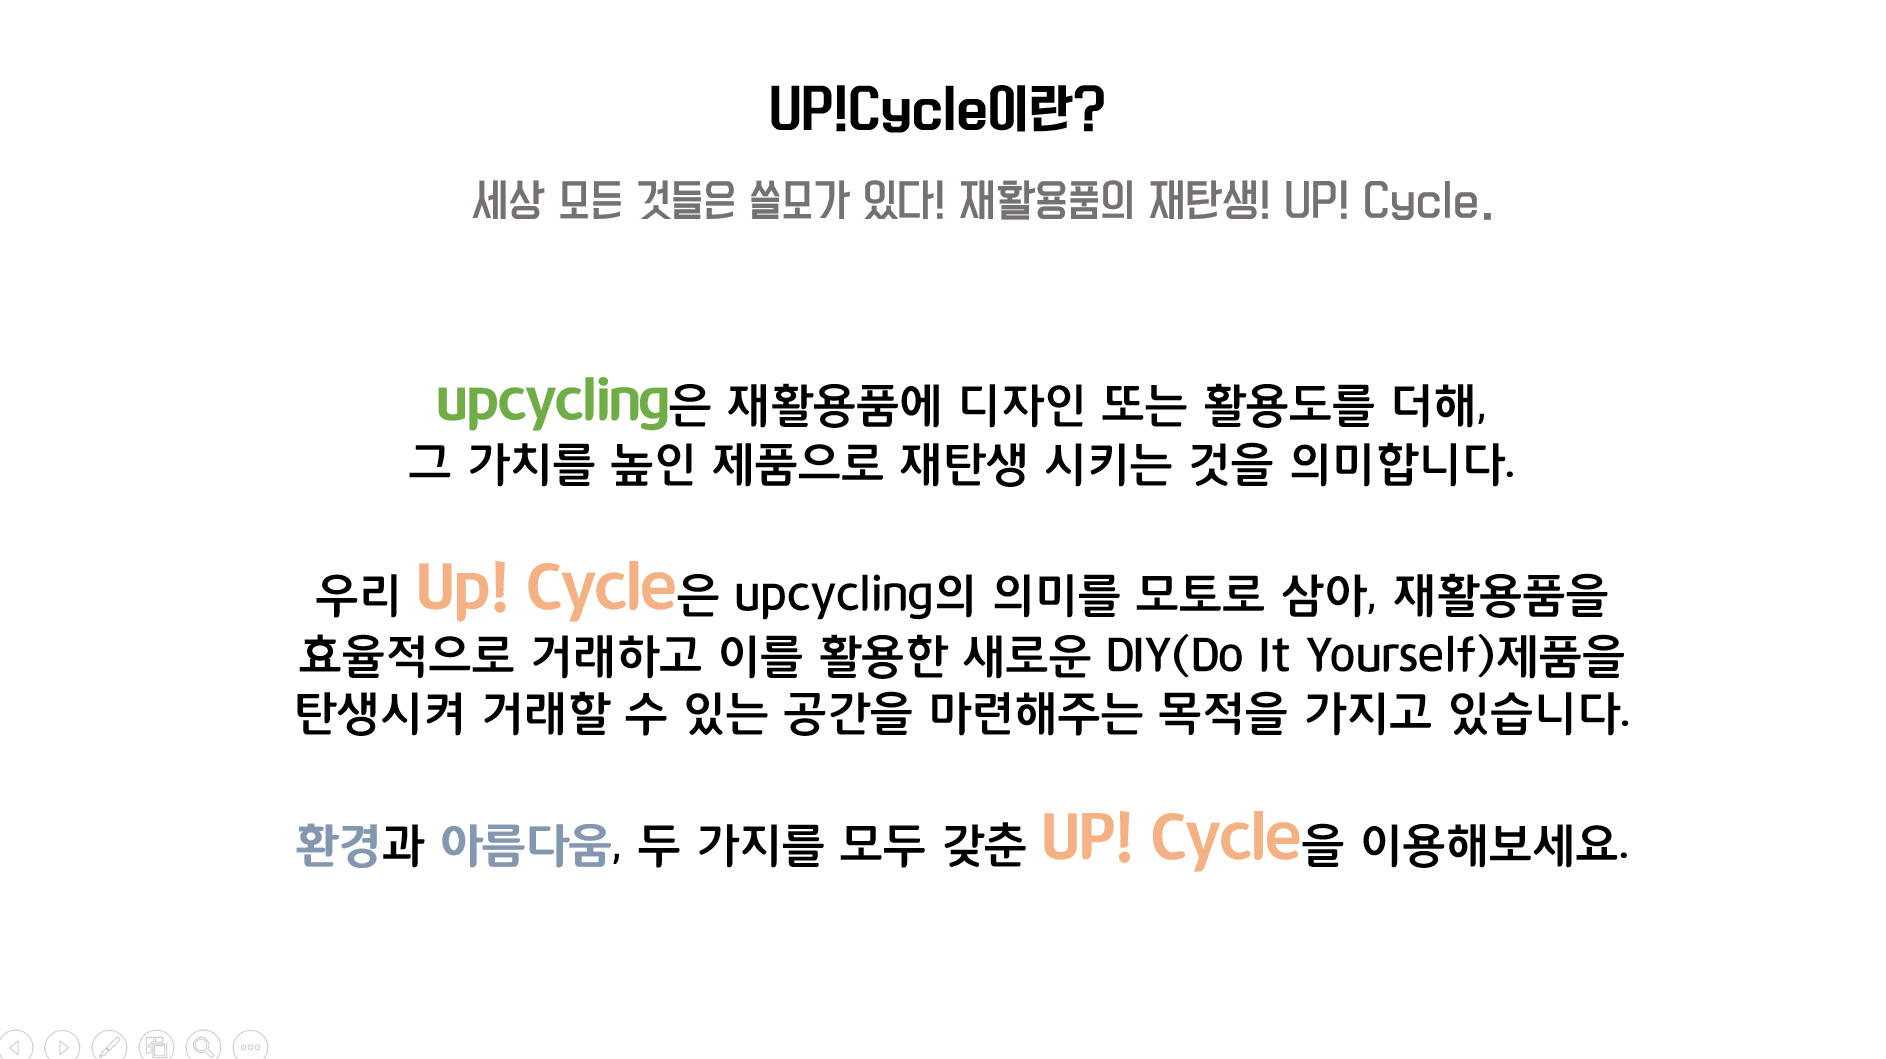 UP!Cycle이란?
세상 모든 것들은 쓸모가 있다! 재활용품의 재탄생! UP! Cycle.
upcycling은 재활용품에 디자인 또는 활용도를 더해,
그 가치를 높인 제품으로 재탄생 시키는 것을 의미합니다.
우리 Up! Cycle은 upcycling의 의미를 모토로 삼아, 재활용품을
효율적으로 거래하고 이를 활용한 새로운 DIY(Do It Yourself)제품을
탄생시켜 거래할 수 있는 공간을 마련해주는 목적을 가지고 있습니다.
환경과 아름다움, 두 가지를 모두 갖춘 UP! Cycle을 이용해보세요.